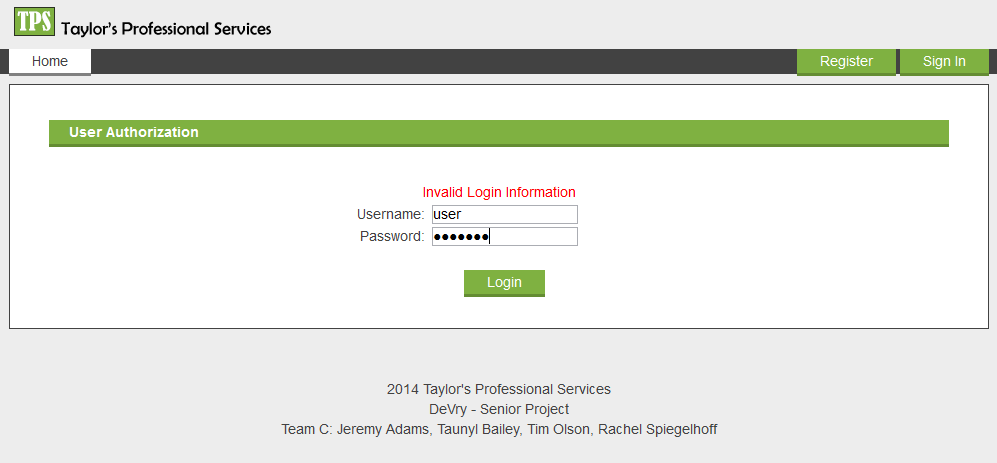 TPS Taylor's Professional Services
Home Register Sign In
User Authorization
Invalid Login Information
Username: user
Password: ●●●●●●●
Login
2014 Taylor's Professional Services
DeVry - Senior Project
Team C: Jeremy Adams, Taunyl Bailey, Tim Olson, Rachel Spiegelhoff